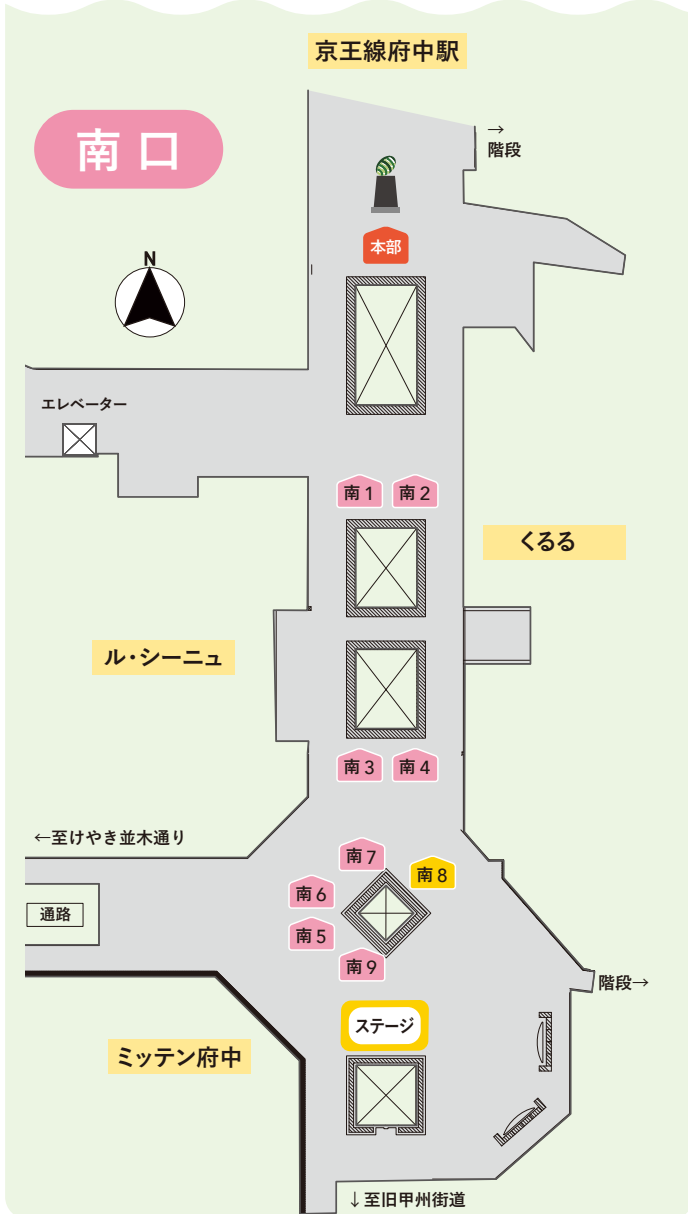 京王線府中駅
南口
→
階段
N
本部
エレベーター
南1 南2
くるる
ル・シーニュ
南3 南4
←至けやき並木通り
南7
南8
南6
通路
南5
南9
階段→
ステージ
ミッテン府中
↓至旧甲州街道